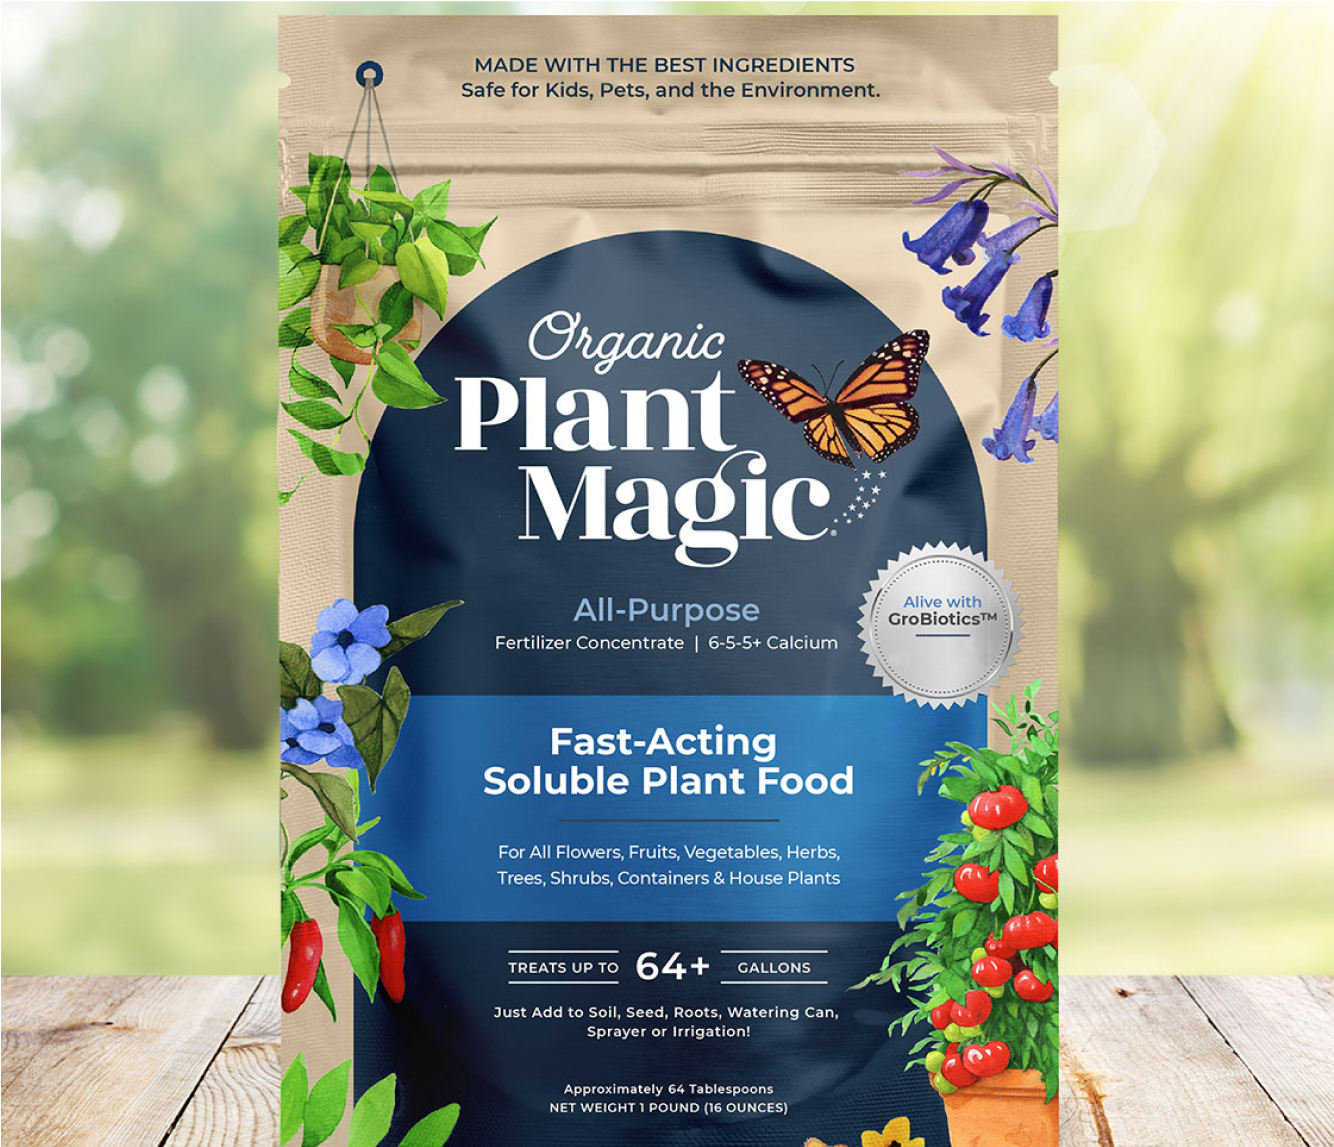 MADE WITH THE BEST INGREDIENTS
Safe for Kids, Pets, and the Environment.
Organic
Plant
Magic®
All-Purpose
Fertilizer Concentrate | 6-5-5+ Calcium
Alive with
GroBiotics™
Fast-Acting
Soluble Plant Food
For All Flowers, Fruits, Vegetables, Herbs,
Trees, Shrubs, Containers & House Plants
TREATS UP TO 64+ GALLONS
Just Add to Soil, Seed, Roots, Watering Can,
Sprayer or Irrigation!
Approximately 64 Tablespoons
NET WEIGHT 1 POUND (16 OUNCES)